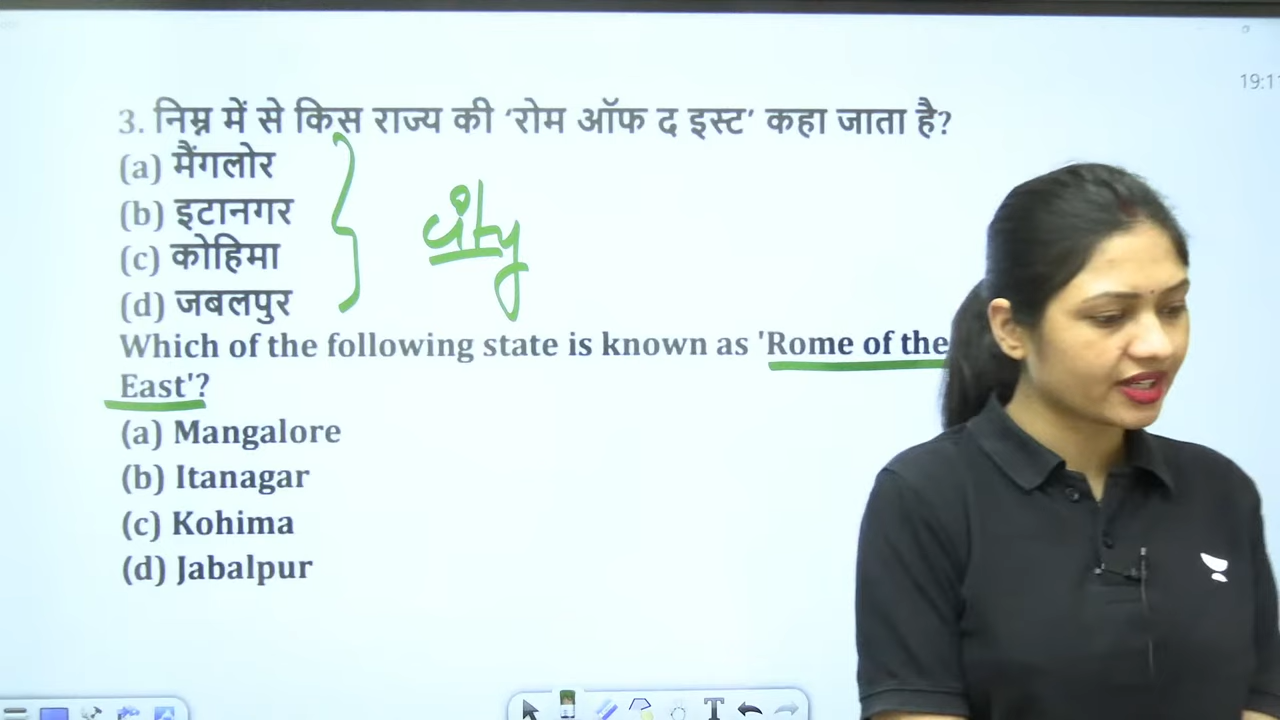 19:1
3. निम्न में से किस राज्य की ‘रोम ऑफ द इस्ट’ कहा जाता है?
(a) मैंगलोर
(b) इटानगर
(c) कोहिमा
(d) जबलपुर
city
Which of the following state is known as 'Rome of the
East'?
(a) Mangalore
(b) Itanagar
(c) Kohima
(d) Jabalpur
T